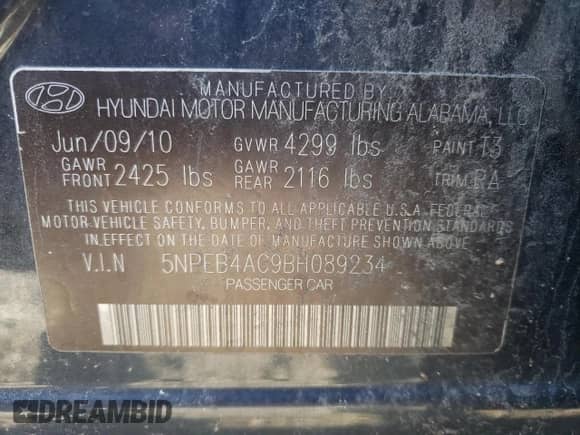 MANUFACTURED BY
HYUNDAI MOTOR MANUFACTURING ALABAMA, LLC
Jun/09/10 GVWR 4299 lbs PAINT T3
GAWR FRONT 2425 lbs GAWR REAR 2116 lbs TRIM RA
THIS VEHICLE CONFORMS TO ALL APPLICABLE U.S.A. FEDERAL
MOTOR VEHICLE SAFETY, BUMPER, AND THEFT PREVENTION STANDARDS
IN EFFECT ON THE DATE OF MANUFACTURE SHOWN ABOVE
V.I.N 5NPEB4AC9BH089234
PASSENGER CAR
DREAMBID